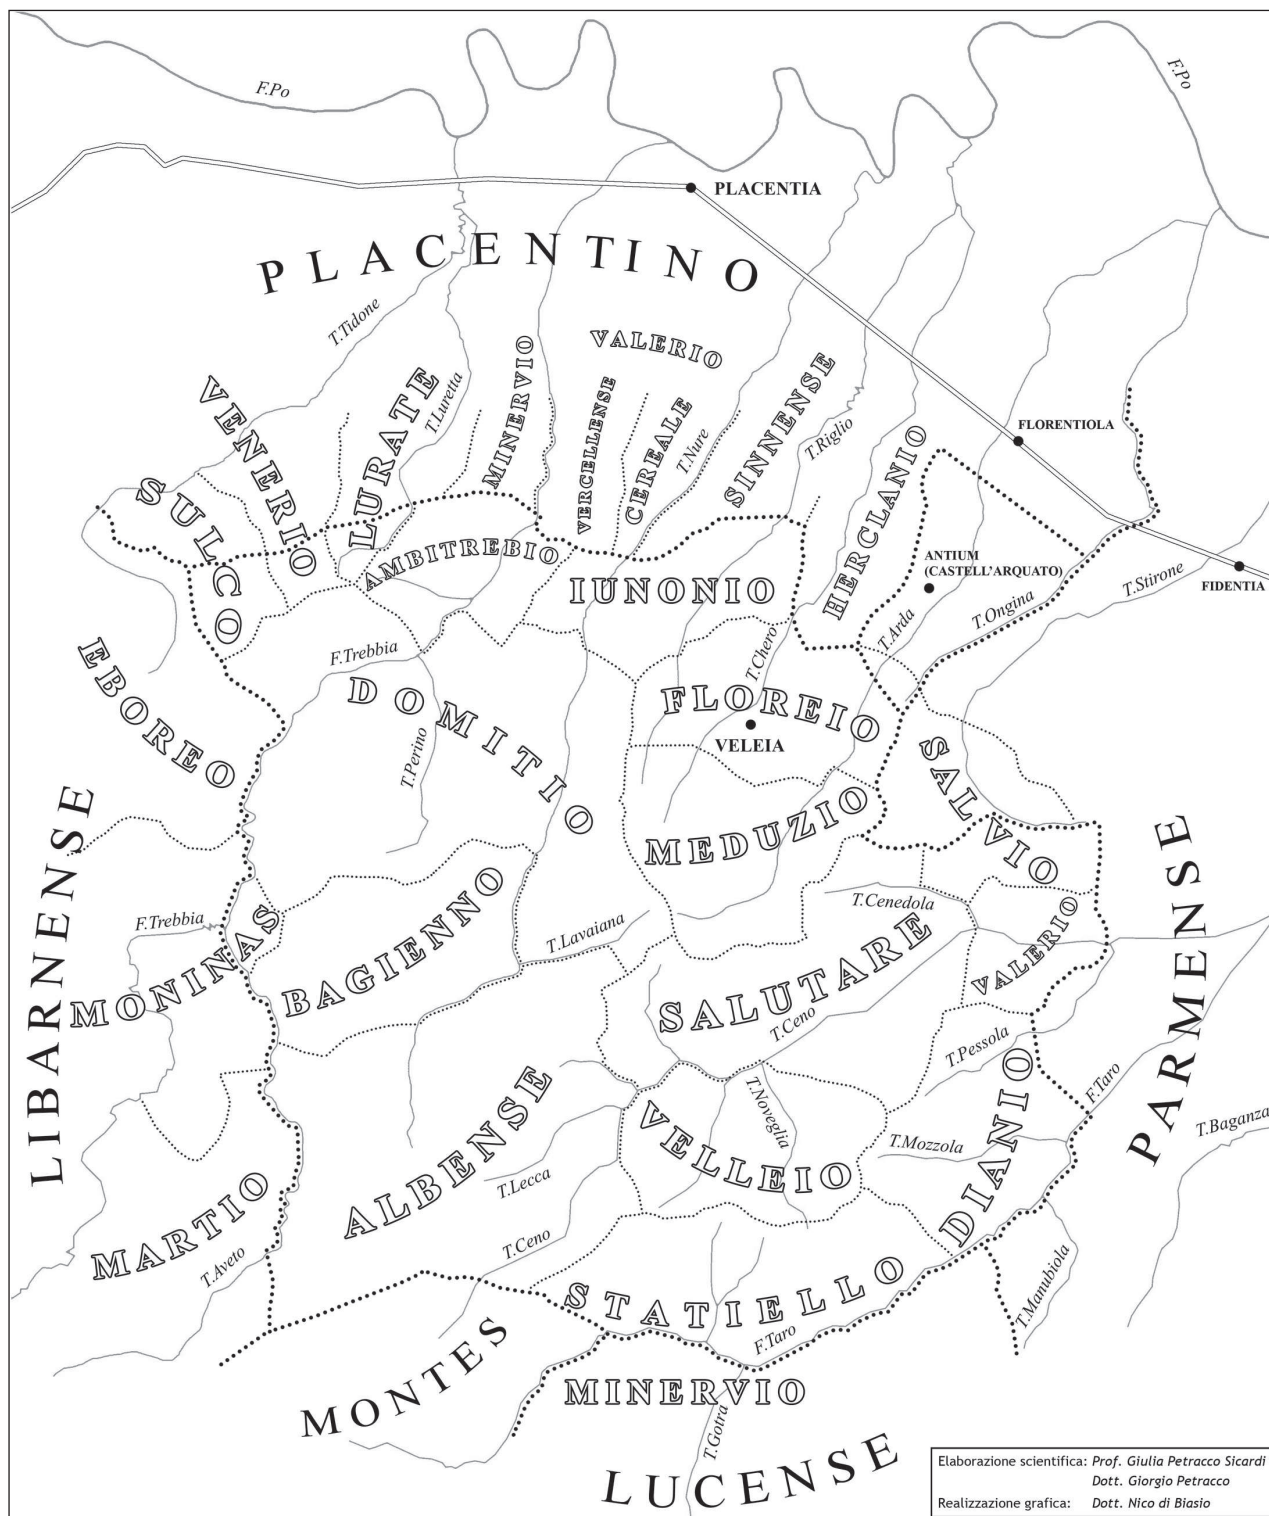 F.Po
F.Po
PLACENTIA
PLACENTINO
T.Tidone
VALERIO
MINERVIO
VENERIO
LURATE
T.Luretta
VERCELLENSE
CEREALE
T.Nure
SINNENSE
T.Riglio
FLORENTIOLA
HERCLANIO
SULCO
AMBITREBIO
IUNONIO
ANTIUM
(CASTELL'ARQUATO)
T.Stirone
FIDENTIA
T.Arda
T.Ongina
EBOREO
F.Trebbia
T.Chero
DOMITIO
FLOREIO
T.Perino
VELEIA
SALVIO
MEDUZIO
LIBARNENSE
PARMENSE
F.Trebbia
MONINAS
BAGIENNO
T.Lavaiana
T.Cenedola
VALERIO
SALUTARE
T.Ceno
T.Pessola
F.Taro
ALBENSE
VELLEIO
T.Noveglia
T.Mozzola
DIANIO
T.Baganza
T.Lecca
MARTIO
T.Aveto
T.Ceno
STATIELLO
F.Taro
T.Manubiola
MONTES
MINERVIO
T.Gotra
LUCENSE
Elaborazione scientifica: Prof. Giulia Petracco Sicardi
Dott. Giorgio Petracco
Realizzazione grafica: Dott. Nico di Biasio